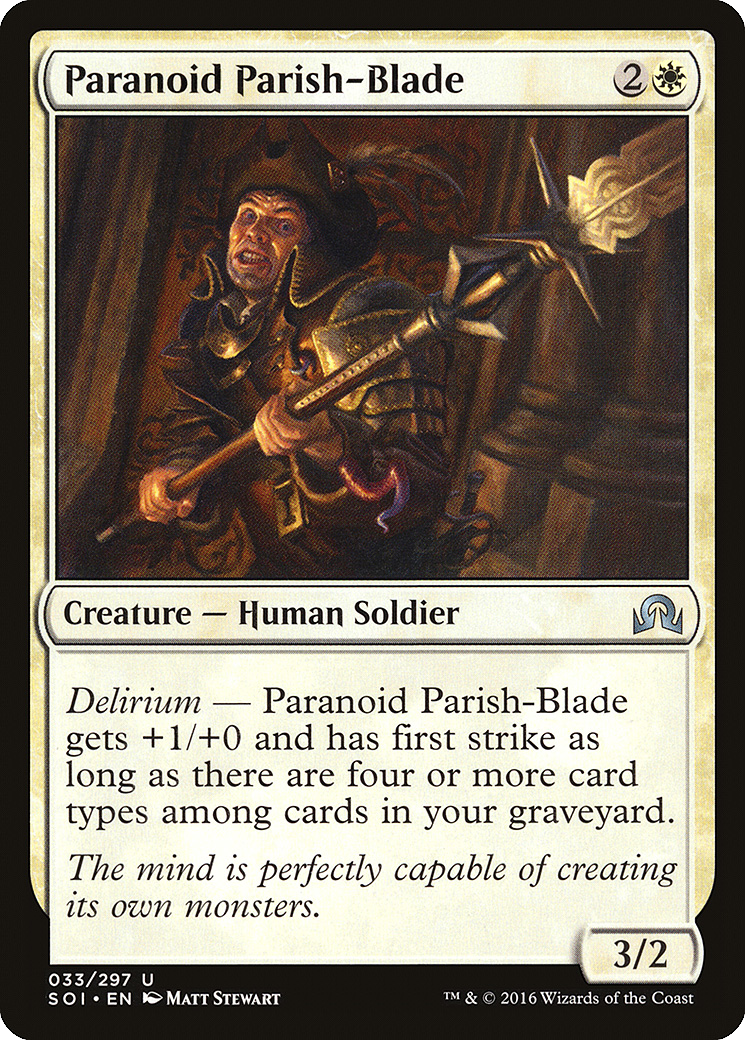 Paranoid Parish-Blade 2
Creature — Human Soldier
Delirium — Paranoid Parish-Blade
gets +1/+0 and has first strike as
long as there are four or more card
types among cards in your graveyard.
The mind is perfectly capable of creating
its own monsters.
3/2
033/297 U
SOI • EN Matt Stewart
™ & © 2016 Wizards of the Coast